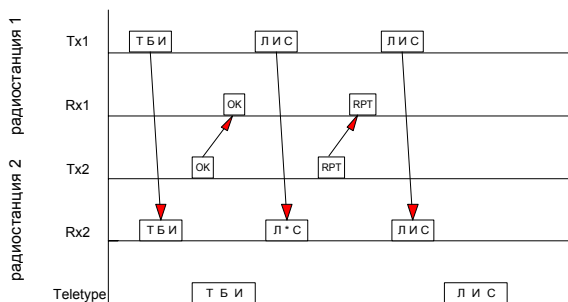 радиостанция 1
Tx1 Т Б И Л И С Л И С
Rx1 OK RPT
радиостанция 2
Tx2 OK RPT
Rx2 Т Б И Л * С Л И С
Teletype Т Б И Л И С